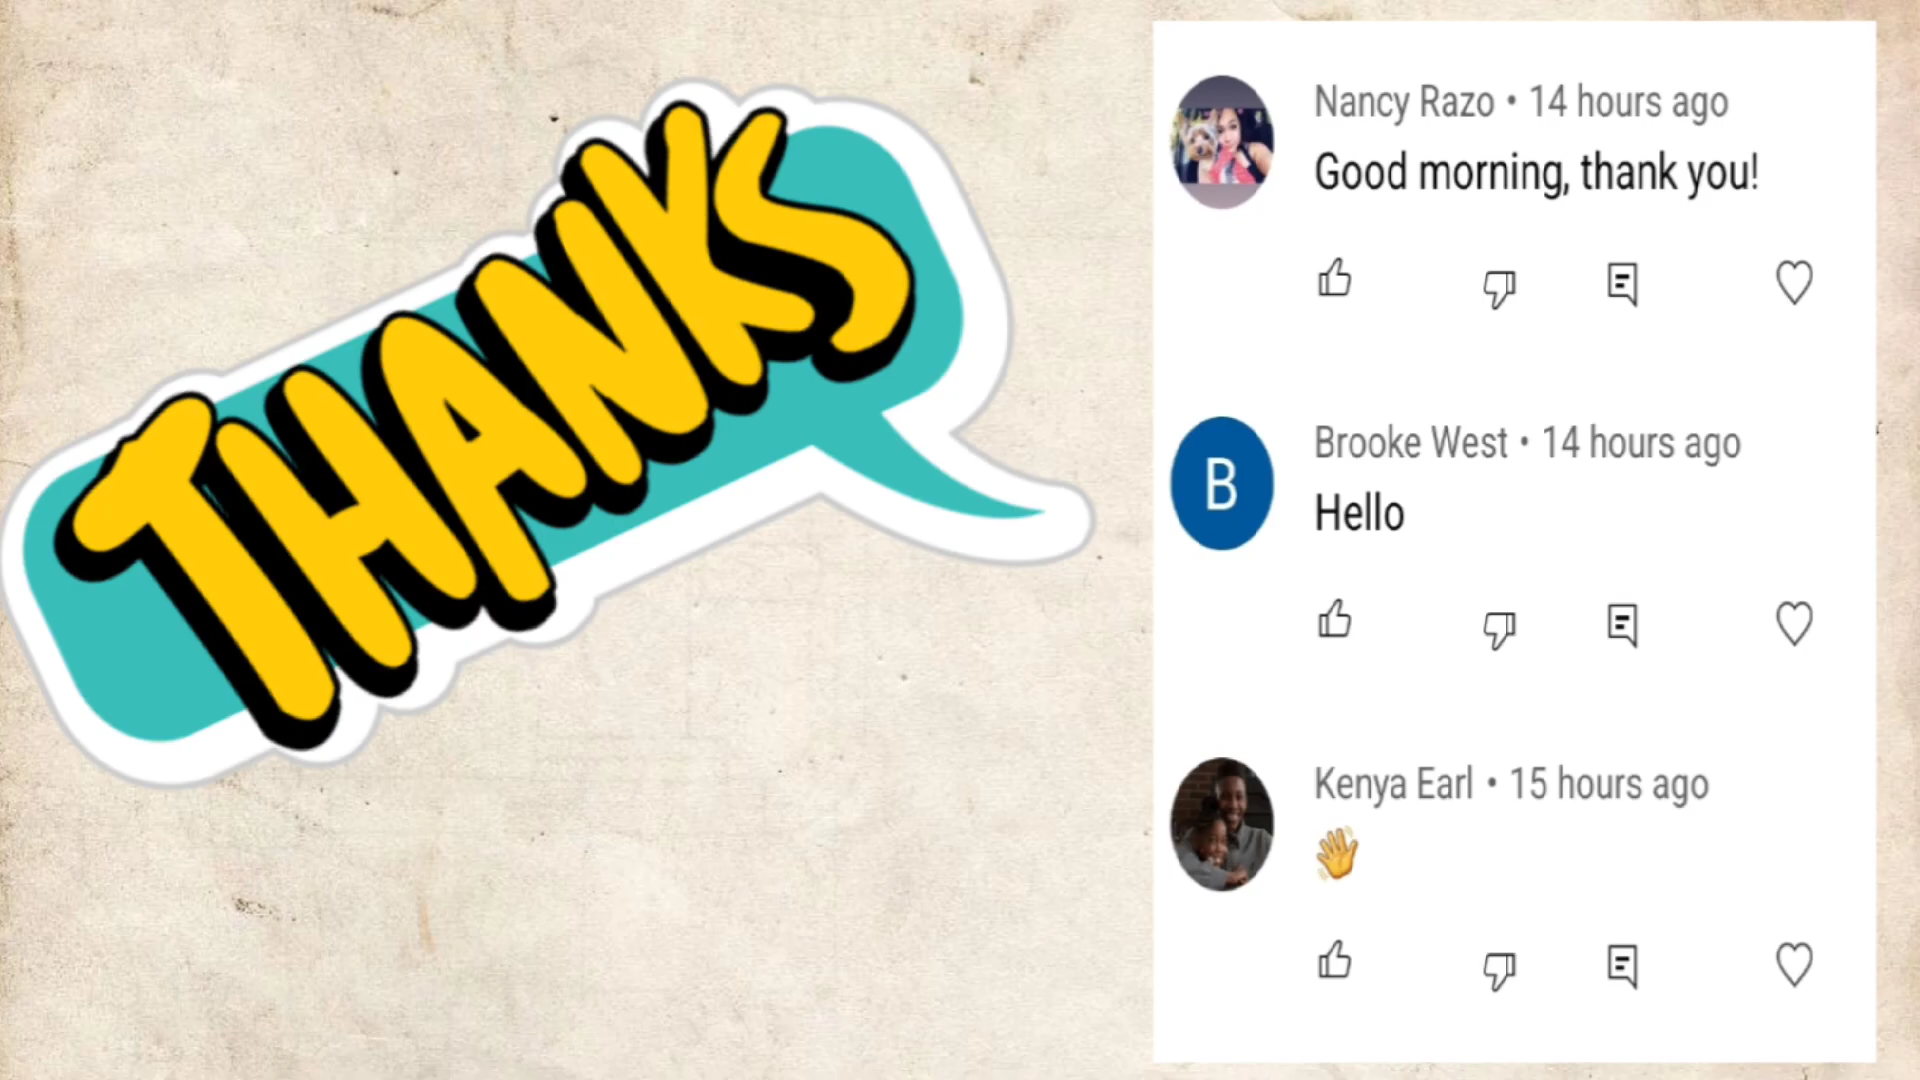 THANKS
Nancy Razo • 14 hours ago
Good morning, thank you!
B
Brooke West • 14 hours ago
Hello
Kenya Earl • 15 hours ago
👋